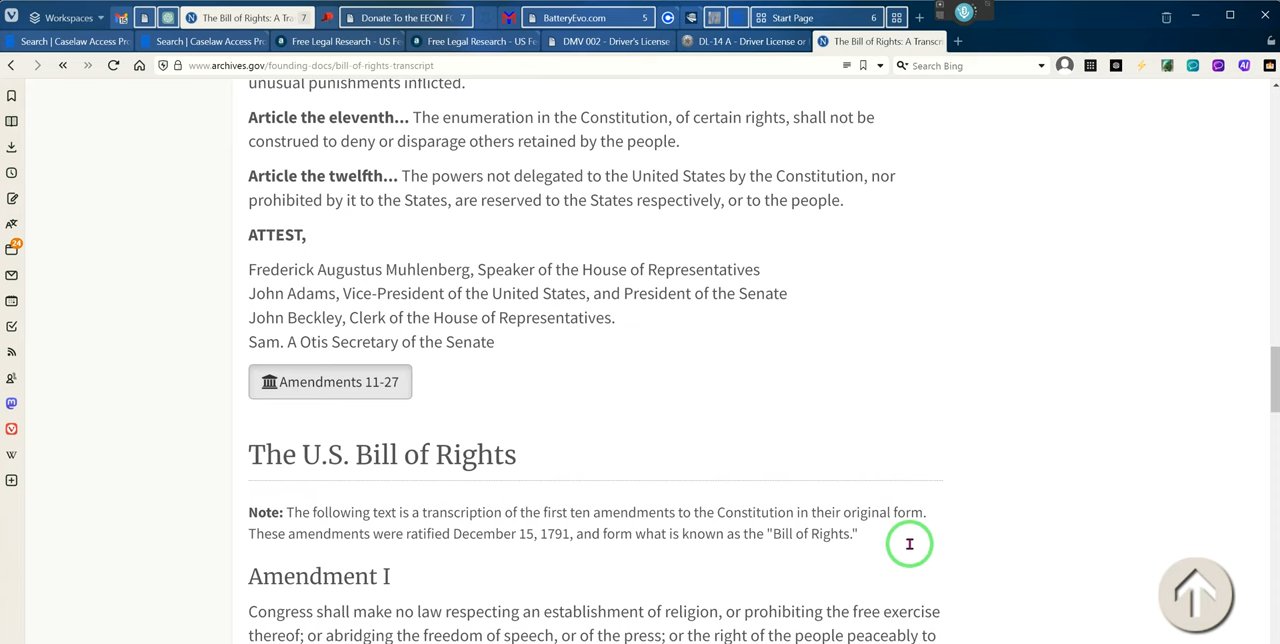 Workspaces
The Bill of Rights: A Tra
7
Donate To the EEON F
7
BatteryEvo.com
5
Start Page
6
Search | Caselaw Access Pr
Search | Caselaw Access Pr
Free Legal Research - US F
Free Legal Research - US F
DMV 002 - Driver's License
DL-14 A - Driver License or
The Bill of Rights: A Transcr
www.archives.gov/founding-docs/bill-of-rights-transcript
Search Bing
AI
24
W
unusual punishments inflicted.
Article the eleventh... The enumeration in the Constitution, of certain rights, shall not be
construed to deny or disparage others retained by the people.
Article the twelfth... The powers not delegated to the United States by the Constitution, nor
prohibited by it to the States, are reserved to the States respectively, or to the people.
ATTEST,
Frederick Augustus Muhlenberg, Speaker of the House of Representatives
John Adams, Vice-President of the United States, and President of the Senate
John Beckley, Clerk of the House of Representatives.
Sam. A Otis Secretary of the Senate
Amendments 11-27
The U.S. Bill of Rights
Note: The following text is a transcription of the first ten amendments to the Constitution in their original form.
These amendments were ratified December 15, 1791, and form what is known as the "Bill of Rights."
Amendment I
Congress shall make no law respecting an establishment of religion, or prohibiting the free exercise
thereof; or abridging the freedom of speech, or of the press; or the right of the people peaceably to